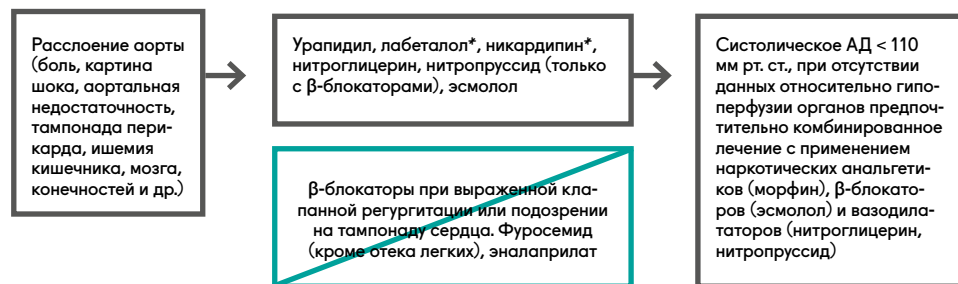 Расслоение аорты
(боль, картина
шока, аортальная
недостаточность,
тампонада пери-
карда, ишемия
кишечника, мозга,
конечностей и др.)
Урапидил, лабеталол*, никардипин*,
нитроглицерин, нитропруссид (только
с β-блокаторами), эсмолол
β-блокаторы при выраженной кла-
панной регургитации или подозрении
на тампонаду сердца. Фуросемид
(кроме отека легких), эналаприлат
Систолическое АД < 110
мм рт. ст., при отсутствии
данных относительно гипо-
перфузии органов предпоч-
тительно комбинированное
лечение с применением
наркотических анальгети-
ков (морфин), β-блокато-
ров (эсмолол) и вазодила-
таторов (нитроглицерин,
нитропруссид)